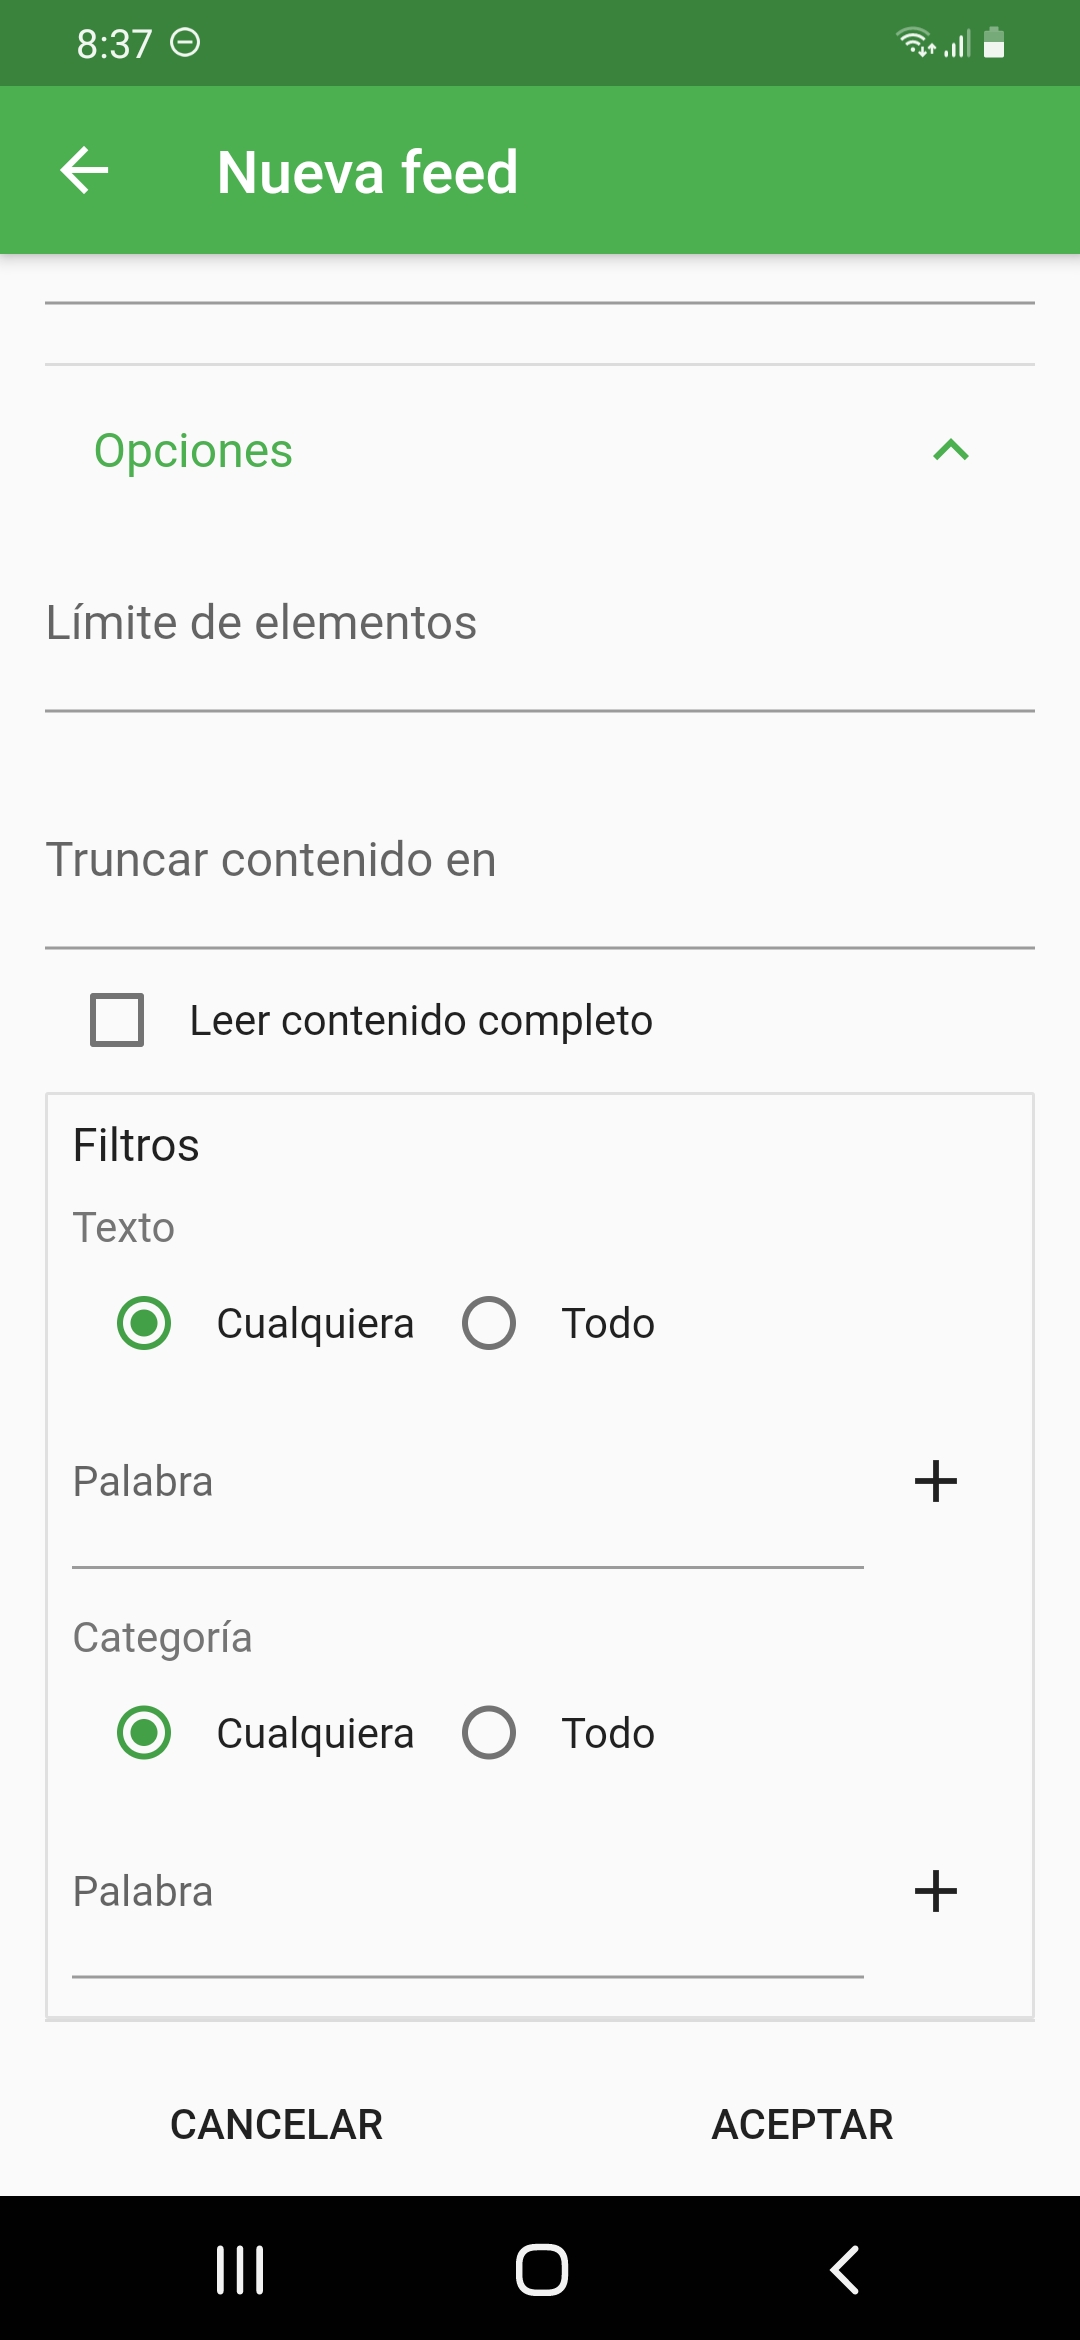 8:37
Nueva feed
Opciones
Límite de elementos
Truncar contenido en
Leer contenido completo
Filtros
Texto
Cualquiera Todo
Palabra
Categoría
Cualquiera Todo
Palabra
CANCELAR ACEPTAR